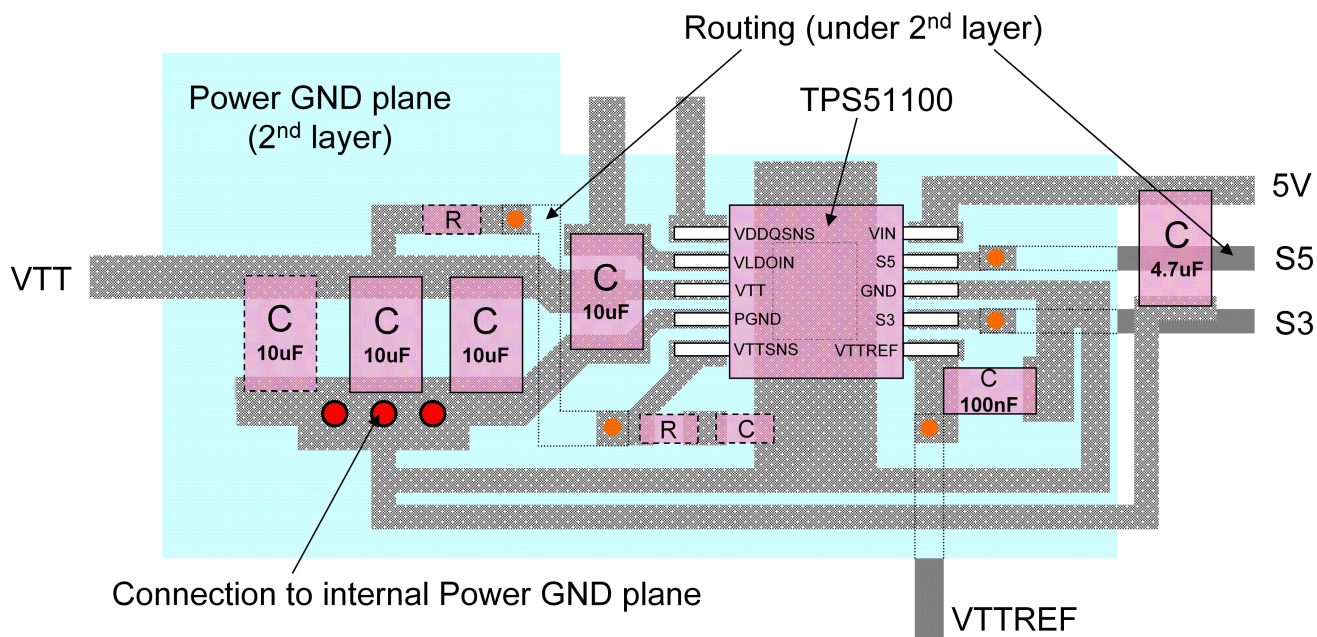 Routing (under 2nd layer)
Power GND plane
(2nd layer)
TPS51100
5V
S5
S3
VTT
R
C
10uF
C
10uF
C
10uF
C
10uF
VDDQSNS
VLDOIN
VTT
PGND
VTTSNS
VIN
S5
GND
S3
VTTREF
C
4.7uF
C
100nF
R
C
Connection to internal Power GND plane
VTTREF